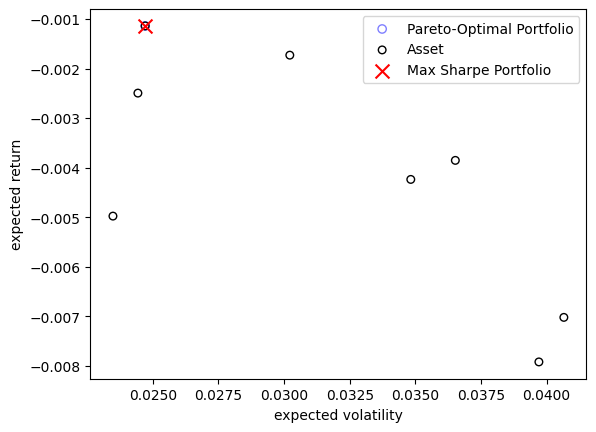 −0.001
−0.002
−0.003
−0.004
−0.005
−0.006
−0.007
−0.008
expected return
Pareto-Optimal Portfolio
Asset
Max Sharpe Portfolio
0.0250 0.0275 0.0300 0.0325 0.0350 0.0375 0.0400
expected volatility